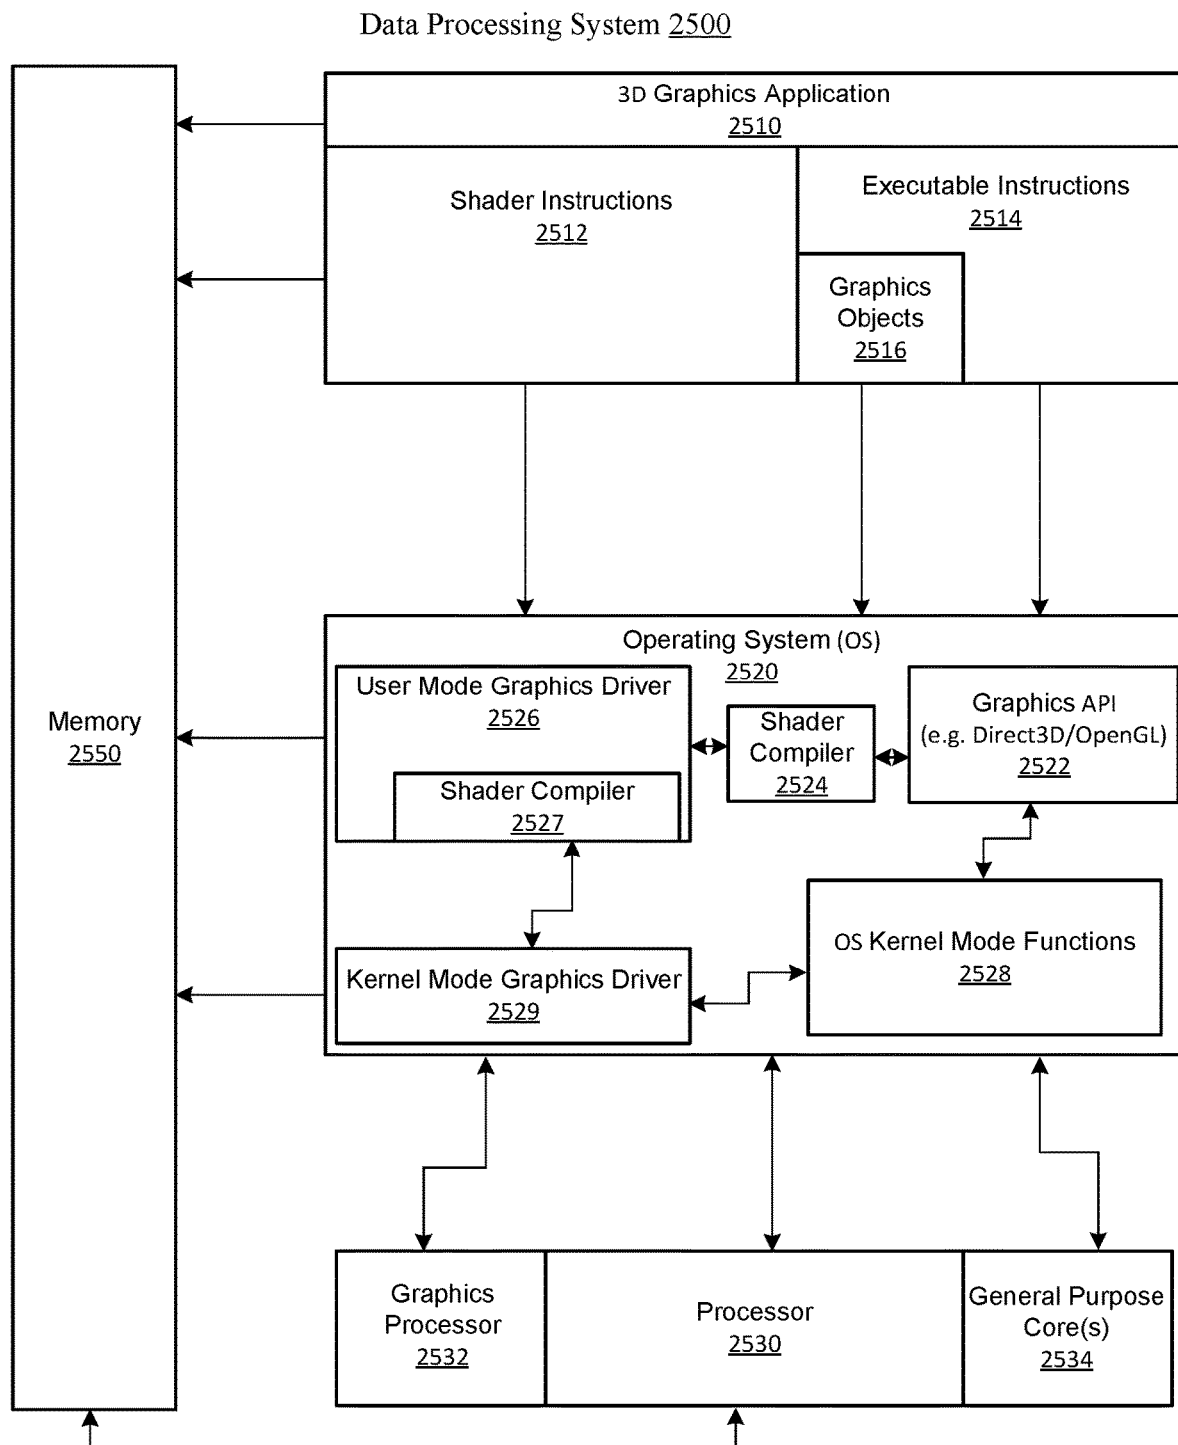 Data Processing System 2500
3D Graphics Application
2510
Shader Instructions
2512
Executable Instructions
2514
Graphics
Objects
2516
Operating System (OS)
2520
User Mode Graphics Driver
2526
Shader Compiler
2527
Shader
Compiler
2524
Graphics API
(e.g. Direct3D/OpenGL)
2522
Memory
2550
OS Kernel Mode Functions
2528
Kernel Mode Graphics Driver
2529
Graphics
Processor
2532
Processor
2530
General Purpose
Core(s)
2534